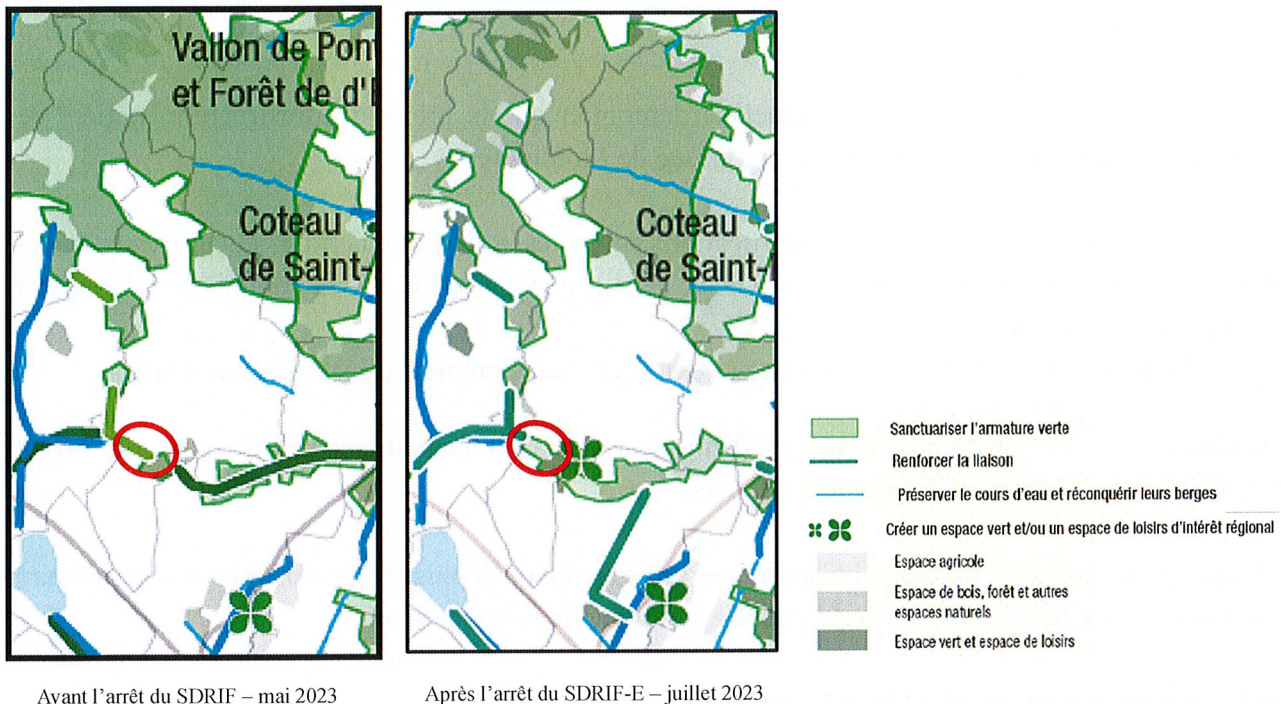 Vallon de Pon
et Forêt de d'
Coteau
de Saint-
Coteau
de Saint-
Sanctuariser l'armature verte
Renforcer la liaison
Préserver le cours d'eau et réconquérir leurs berges
Créer un espace vert et/ou un espace de loisirs d'intérêt régional
Espace agricole
Espace de bois, forêt et autres
espaces naturels
Espace vert et espace de loisirs
Avant l'arrêt du SDRIF – mai 2023
Après l'arrêt du SDRIF-E – juillet 2023